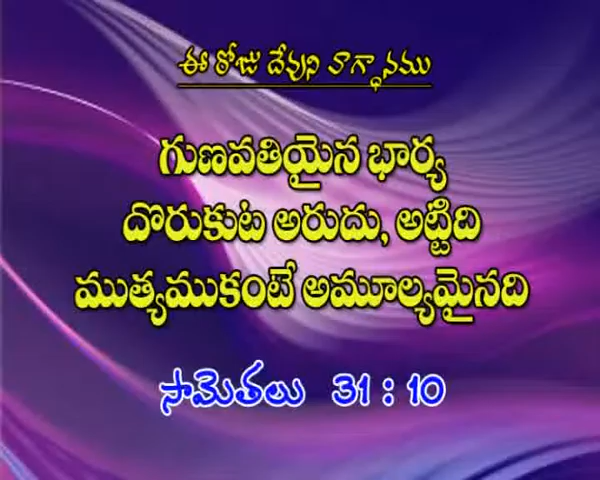 ఈ రోజు దేవుని వాగ్ధానము
గుణవతియైన భార్య
దొరుకుట అరుదు, అట్టిది
ముత్యముకంటే అమూల్యమైనది
సామెతలు 31 : 10